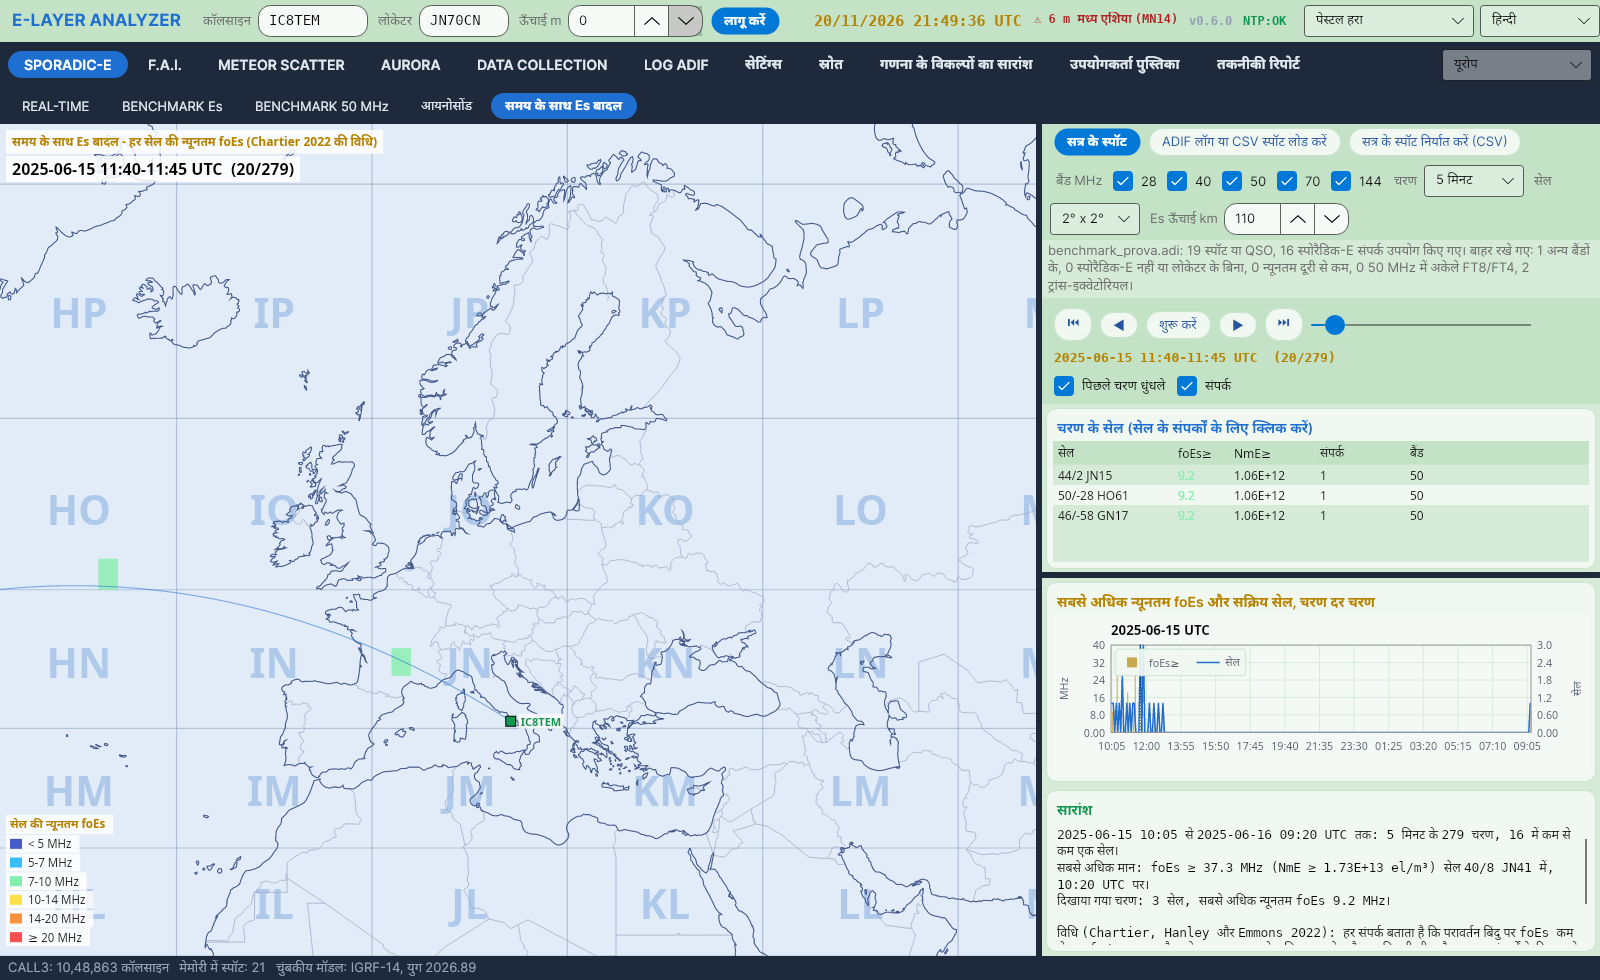 E-LAYER ANALYZER कॉलसाइन IC8TEM लोकेटर JN70CN ऊँचाई m 0 लागू करें 20/11/2026 21:49:36 UTC ⚠ 6 m मध्य एशिया (MN14) v0.6.0 NTP:OK पेस्टल हरा हिन्दी
SPORADIC-E F.A.I. METEOR SCATTER AURORA DATA COLLECTION LOG ADIF सेटिंग्स स्रोत गणना के विकल्पों का सारांश उपयोगकर्ता पुस्तिका तकनीकी रिपोर्ट यूरोप
REAL-TIME BENCHMARK Es BENCHMARK 50 MHz आयनोसोंड समय के साथ Es बादल
समय के साथ Es बादल - हर सेल की न्यूनतम foEs (Chartier 2022 की विधि)
2025-06-15 11:40-11:45 UTC (20/279)
HP IP JP KP LP
HO IO JO KO LO
HN IN JN KN LN
IC8TEM
HM IM JM KM LM
IL JL KL LL
सेल की न्यूनतम foEs
< 5 MHz
5-7 MHz
7-10 MHz
10-14 MHz
14-20 MHz
≥ 20 MHz
सत्र के स्पॉट ADIF लॉग या CSV स्पॉट लोड करें सत्र के स्पॉट निर्यात करें (CSV)
बैंड MHz 28 40 50 70 144 चरण 5 मिनट सेल
2° x 2° Es ऊँचाई km 110
benchmark_prova.adi: 19 स्पॉट या QSO, 16 स्पोरैडिक-E संपर्क उपयोग किए गए। बाहर रखे गए: 1 अन्य बैंडों
के, 0 स्पोरैडिक-E नहीं या लोकेटर के बिना, 0 न्यूनतम दूरी से कम, 0 50 MHz में अकेले FT8/FT4, 2
ट्रांस-इक्वेटोरियल।
⏮ ◀ शुरू करें ▶ ⏭
2025-06-15 11:40-11:45 UTC (20/279)
पिछले चरण धुंधले संपर्क
चरण के सेल (सेल के संपर्कों के लिए क्लिक करें)
सेल foEs≥ NmE≥ संपर्क बैंड
44/2 JN15 9.2 1.06E+12 1 50
50/-28 HO61 9.2 1.06E+12 1 50
46/-58 GN17 9.2 1.06E+12 1 50
सबसे अधिक न्यूनतम foEs और सक्रिय सेल, चरण दर चरण
2025-06-15 UTC
foEs≥ सेल
MHz
40 32 24 16 8.0 0.00
3.0 2.4 1.8 1.2 0.60 0.00
सेल
10:05 12:00 13:55 15:50 17:45 19:40 21:35 23:30 01:25 03:20 05:15 07:10 09:05
सारांश
2025-06-15 10:05 से 2025-06-16 09:20 UTC तक: 5 मिनट के 279 चरण, 16 में कम से
कम एक सेल।
सबसे अधिक मान: foEs ≥ 37.3 MHz (NmE ≥ 1.73E+13 el/m³) सेल 40/8 JN41 में,
10:20 UTC पर।
दिखाया गया चरण: 3 सेल, सबसे अधिक न्यूनतम foEs 9.2 MHz।
विधि (Chartier, Hanley और Emmons 2022): हर संपर्क बताता है कि परावर्तन बिंदु पर foEs कम
CALL3: 10,48,863 कॉलसाइन मेमोरी में स्पॉट: 21 चुंबकीय मॉडल: IGRF-14, युग 2026.89